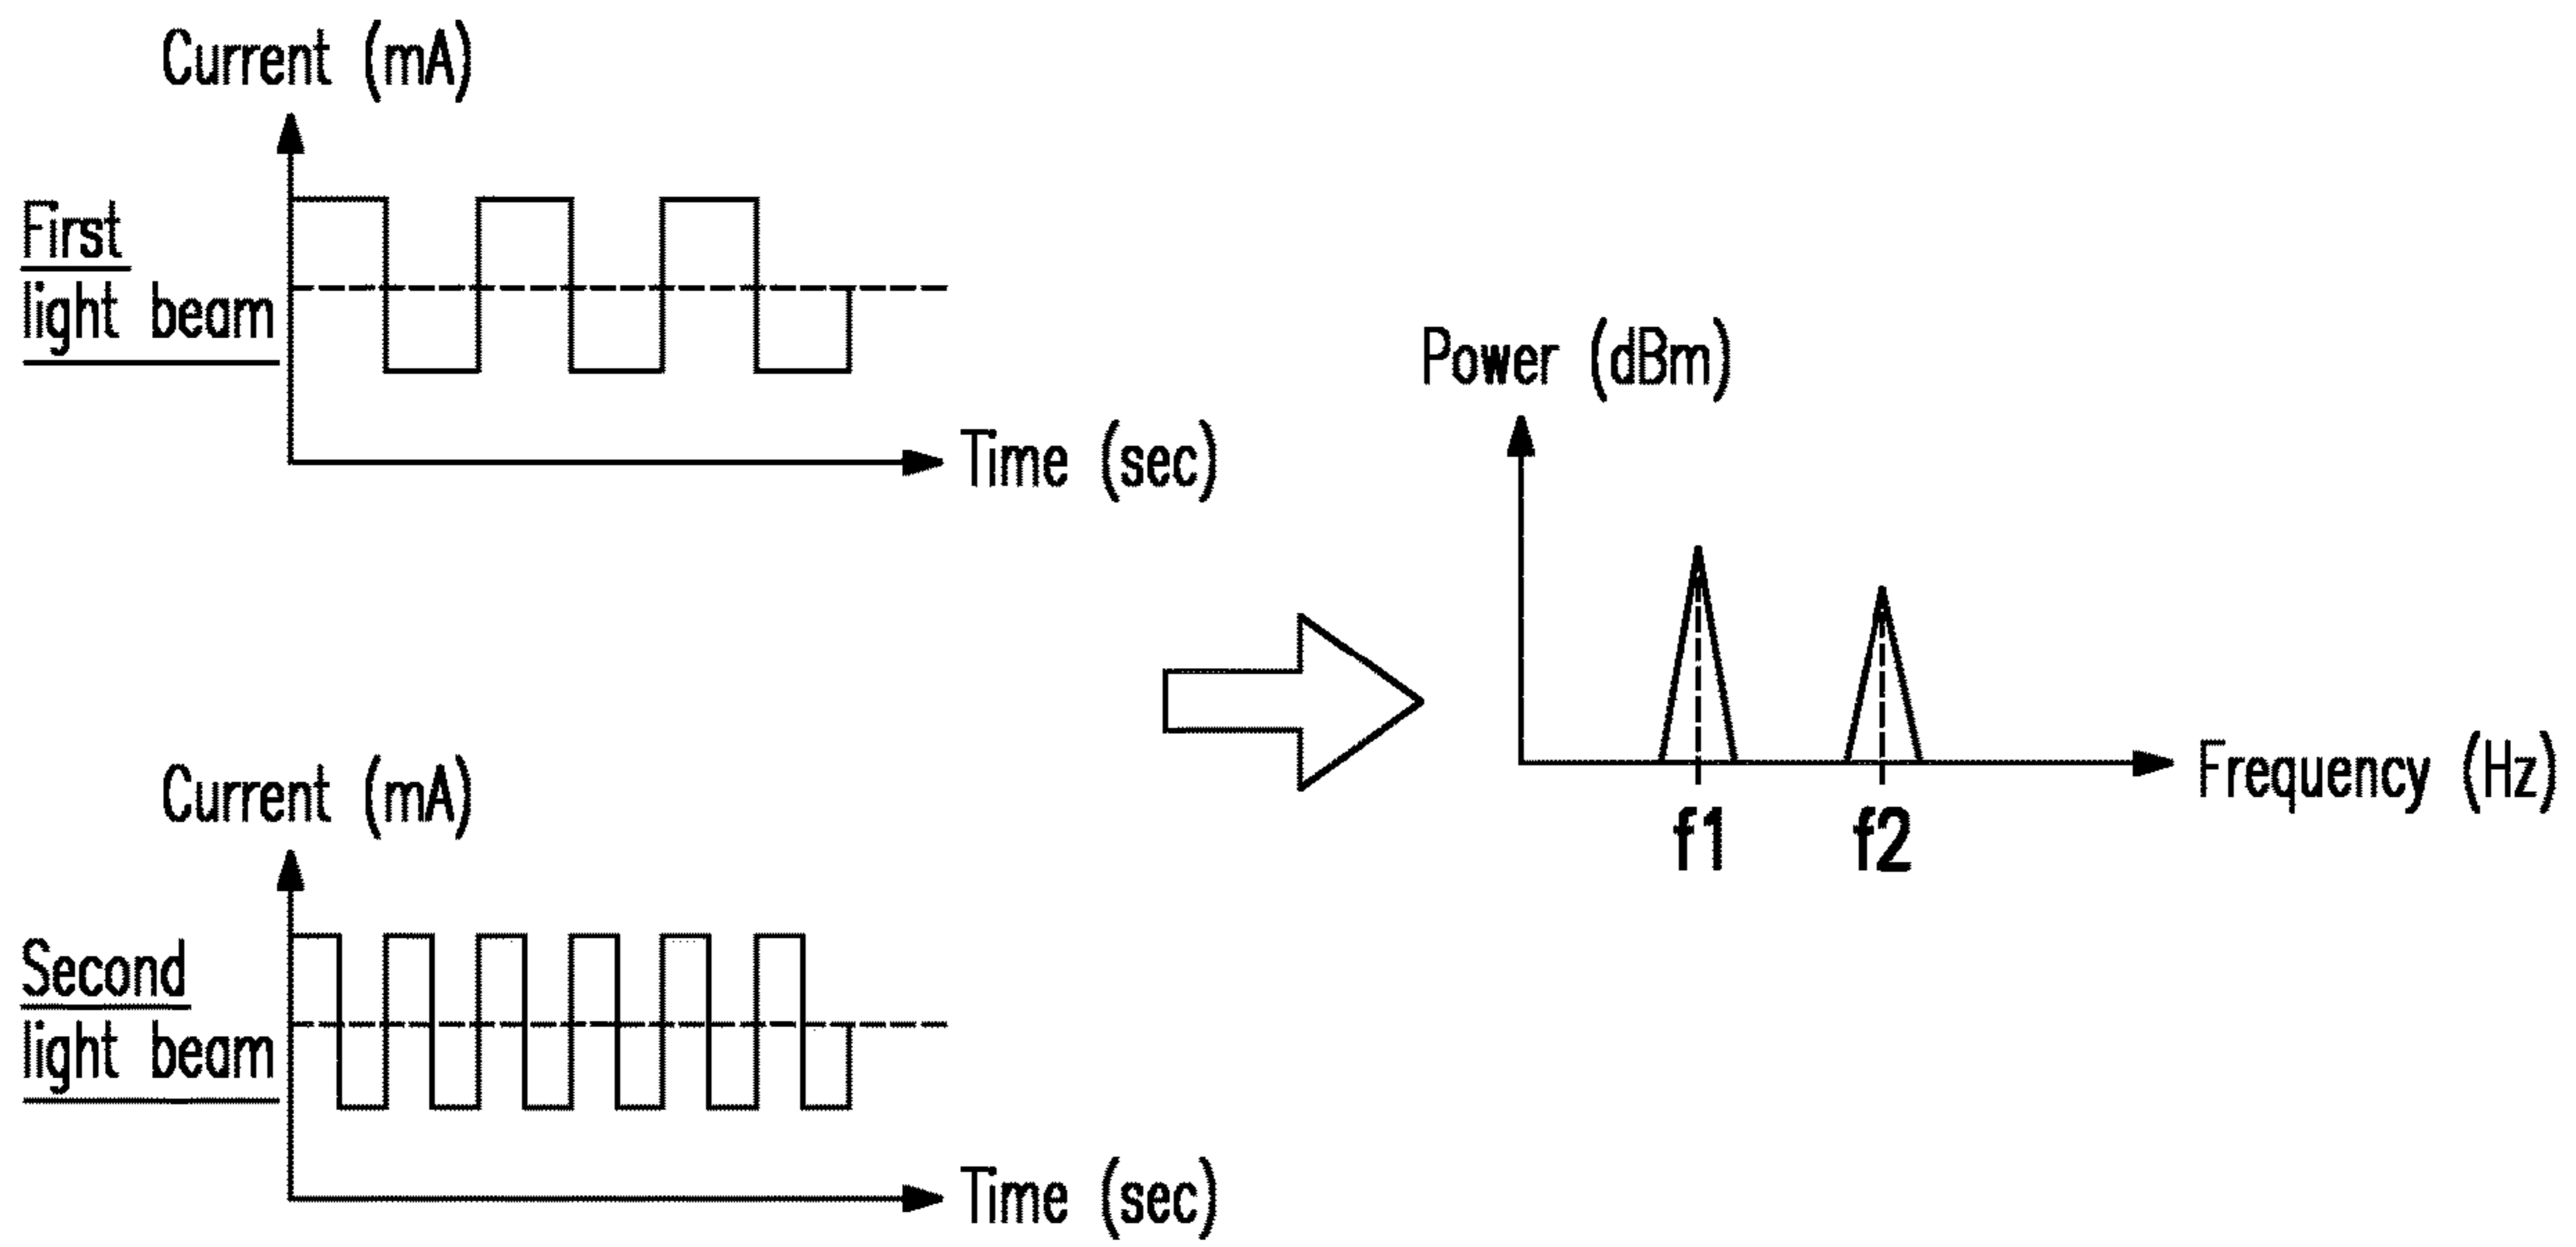 Current (mA)
First
light beam
Time (sec)
Power (dBm)
Frequency (Hz)
f1 f2
Current (mA)
Second
light beam
Time (sec)